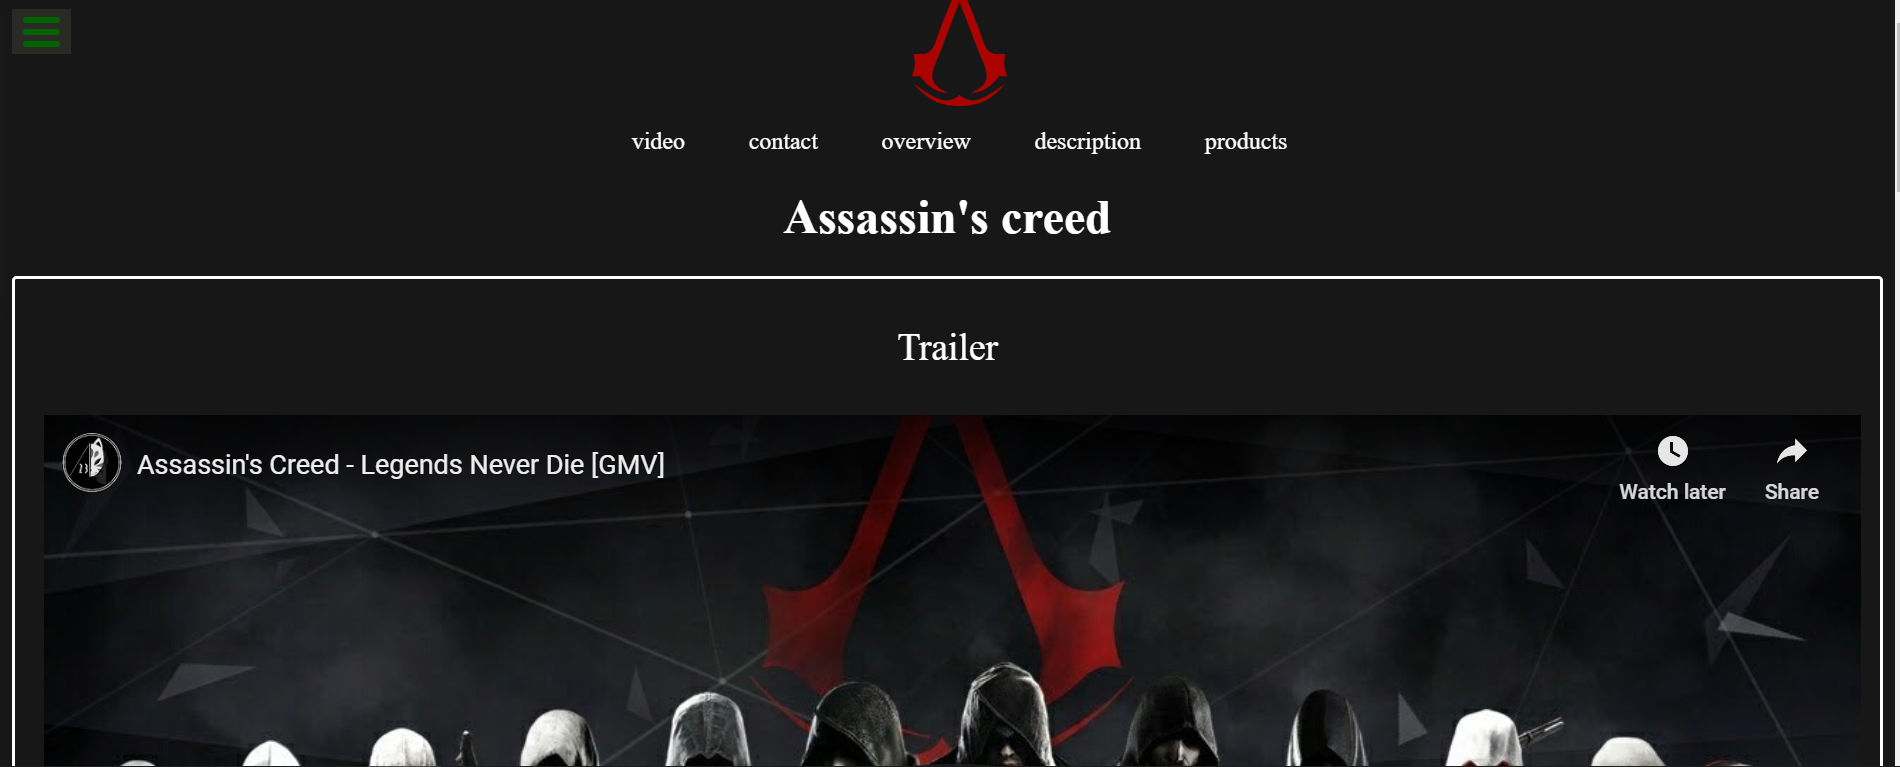 video contact overview description products
Assassin's creed
Trailer
Assassin's Creed - Legends Never Die [GMV]
Watch later Share